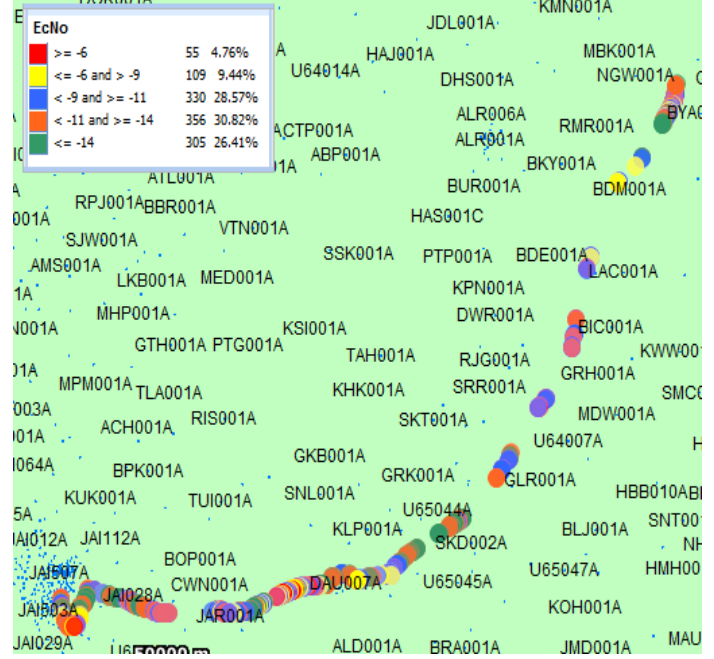 KMN001A
JDL001A
EcNo
>= -6 55 4.76%
<= -6 and > -9 109 9.44%
< -9 and >= -11 330 28.57%
< -11 and >= -14 356 30.82%
<= -14 305 26.41%
HAJ001A
MBK001A
U64014A
DHS001A
NGW001A
ALR006A
ACTP001A
RMR001A
ALR001A
ABP001A
BKY001A
ATL001A
BUR001A
BDM001A
RPJ001A
BBR001A
HAS001C
VTN001A
SJW001A
SSK001A
PTP001A
BDE001A
AMS001A
LAC001A
LKB001A
MED001A
KPN001A
MHP001A
DWR001A
KSI001A
BIC001A
GTH001A
PTG001A
TAH001A
RJG001A
GRH001A
MPM001A
TLA001A
KHK001A
SRR001A
ACH001A
RIS001A
SKT001A
MDW001A
U64007A
GKB001A
BPK001A
GRK001A
GLR001A
KUK001A
TUI001A
SNL001A
HBB010A
U65044A
KLP001A
JAI012A
JAI112A
SKD002A
BLJ001A
BOP001A
JAI507A
CWN001A
DAU007A
U65045A
U65047A
JAI028A
JAI503A
JAR001A
KOH001A
JAI029A
50000 m
ALD001A
BRA001A
JMD001A